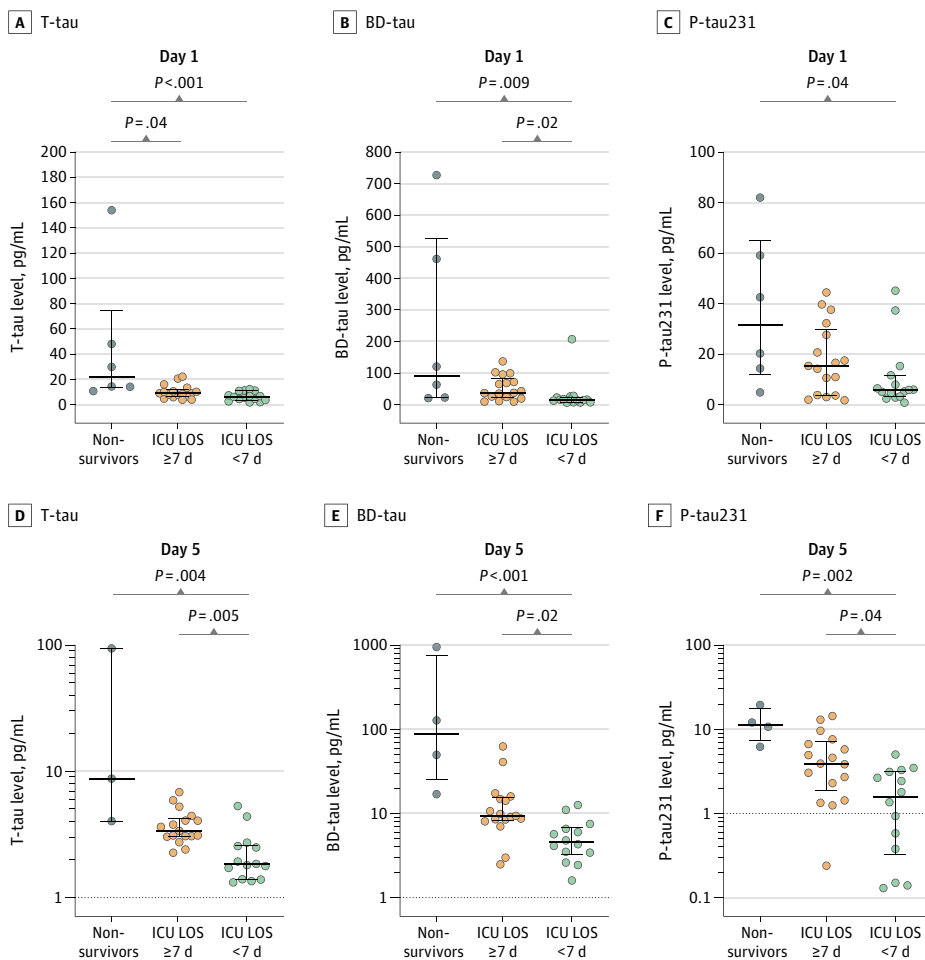 A T-tau
Day 1
P<.001
P=.04
200
180
160
140
120
100
80
60
40
20
0
T-tau level, pg/mL
Non-
survivors
ICU LOS
≥7 d
ICU LOS
<7 d
B BD-tau
Day 1
P=.009
P=.02
800
700
600
500
400
300
200
100
0
BD-tau level, pg/mL
Non-
survivors
ICU LOS
≥7 d
ICU LOS
<7 d
C P-tau231
Day 1
P=.04
100
80
60
40
20
0
P-tau231 level, pg/mL
Non-
survivors
ICU LOS
≥7 d
ICU LOS
<7 d
D T-tau
Day 5
P=.004
P=.005
100
10
1
T-tau level, pg/mL
Non-
survivors
ICU LOS
≥7 d
ICU LOS
<7 d
E BD-tau
Day 5
P<.001
P=.02
1000
100
10
1
BD-tau level, pg/mL
Non-
survivors
ICU LOS
≥7 d
ICU LOS
<7 d
F P-tau231
Day 5
P=.002
P=.04
100
10
1
0.1
P-tau231 level, pg/mL
Non-
survivors
ICU LOS
≥7 d
ICU LOS
<7 d